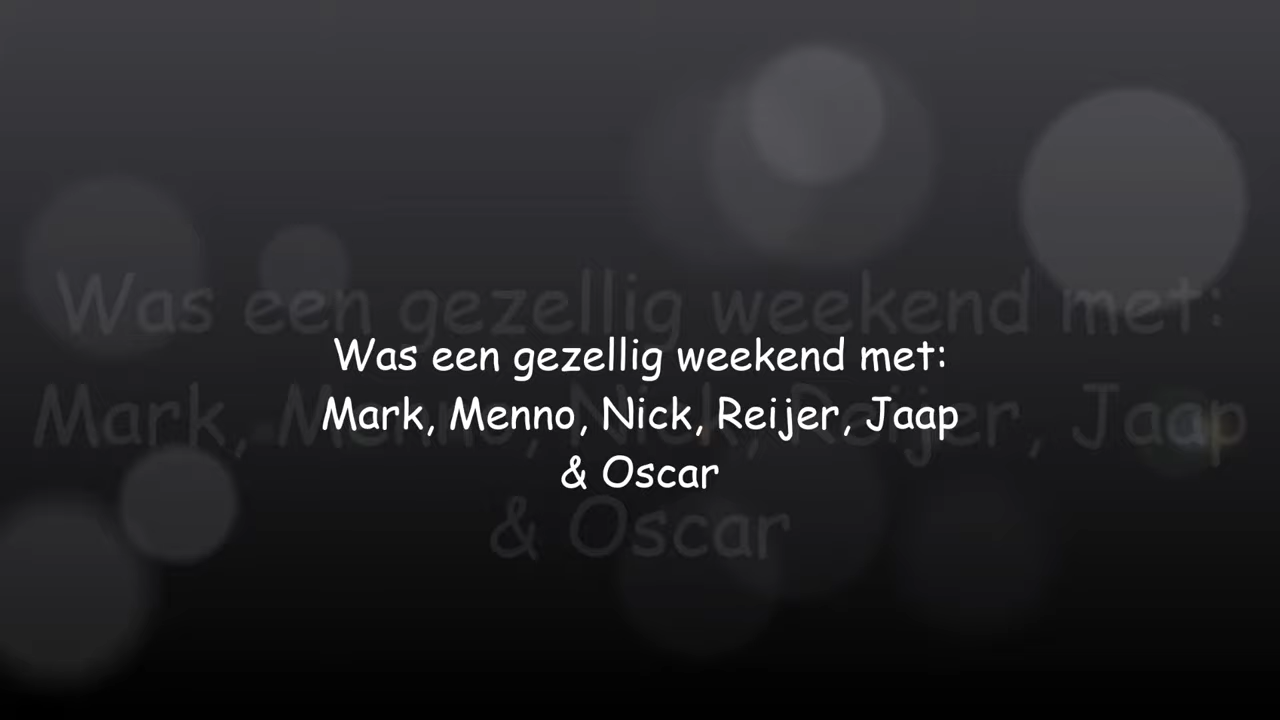 Was een gezellig weekend met:
Mark, Menno, Nick, Reijer, Jaap
& Oscar